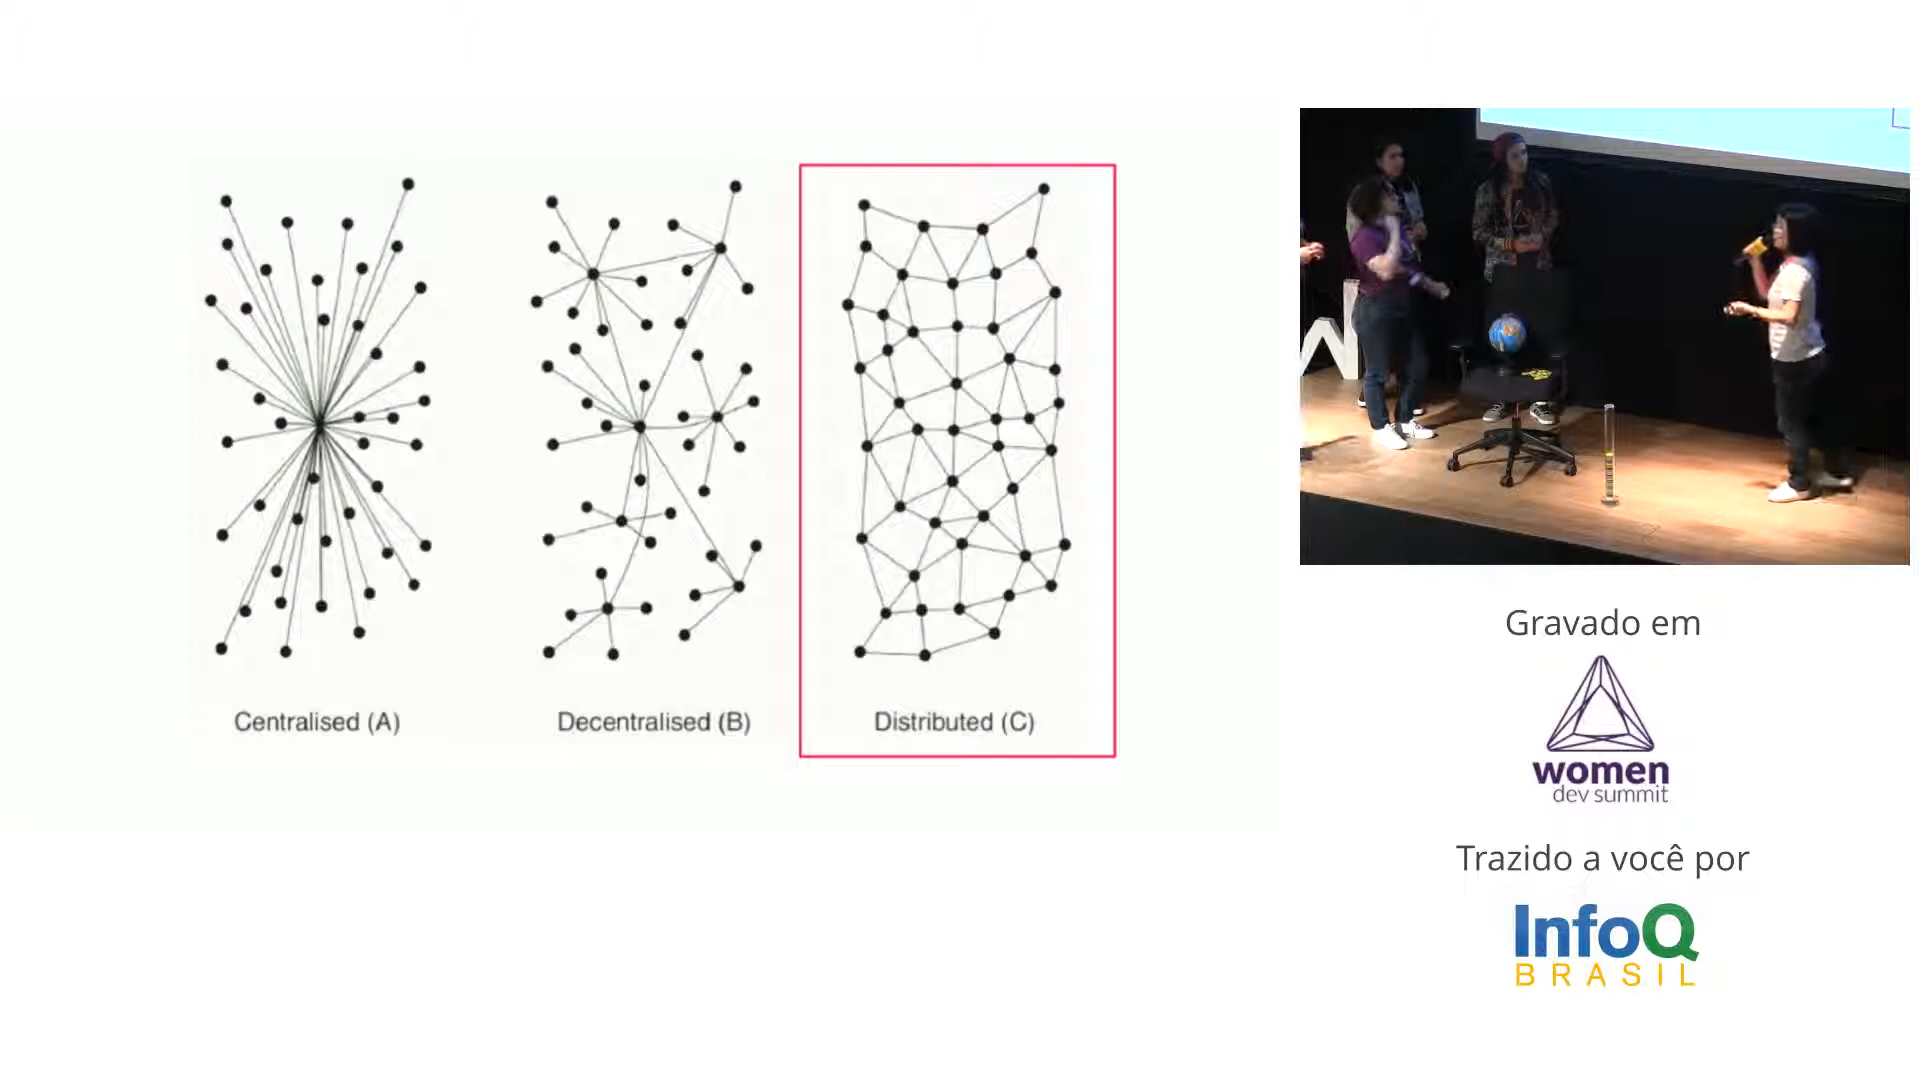 Centralised (A)
Decentralised (B)
Distributed (C)
Gravado em
women
dev summit
Trazido a você por
InfoQ
BRASIL